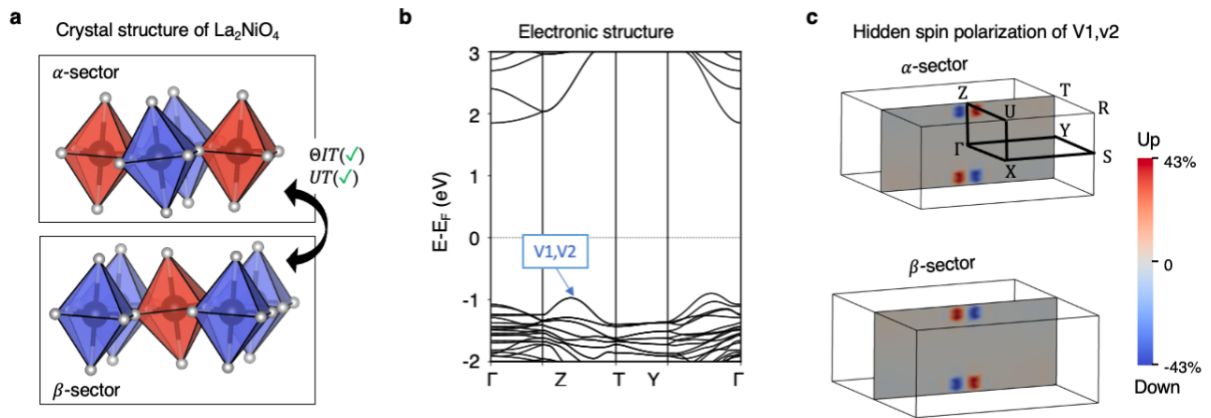 a
Crystal structure of La₂NiO₄
α-sector
ΘIT(✓)
UT(✓)
β-sector
b
Electronic structure
E-E_F (eV)
3
2
1
0
-1
-2
V1,V2
Γ Z T Y Γ
c
Hidden spin polarization of V1,v2
α-sector
Z
T
U
R
Y
Γ
S
X
β-sector
Up
43%
0
-43%
Down